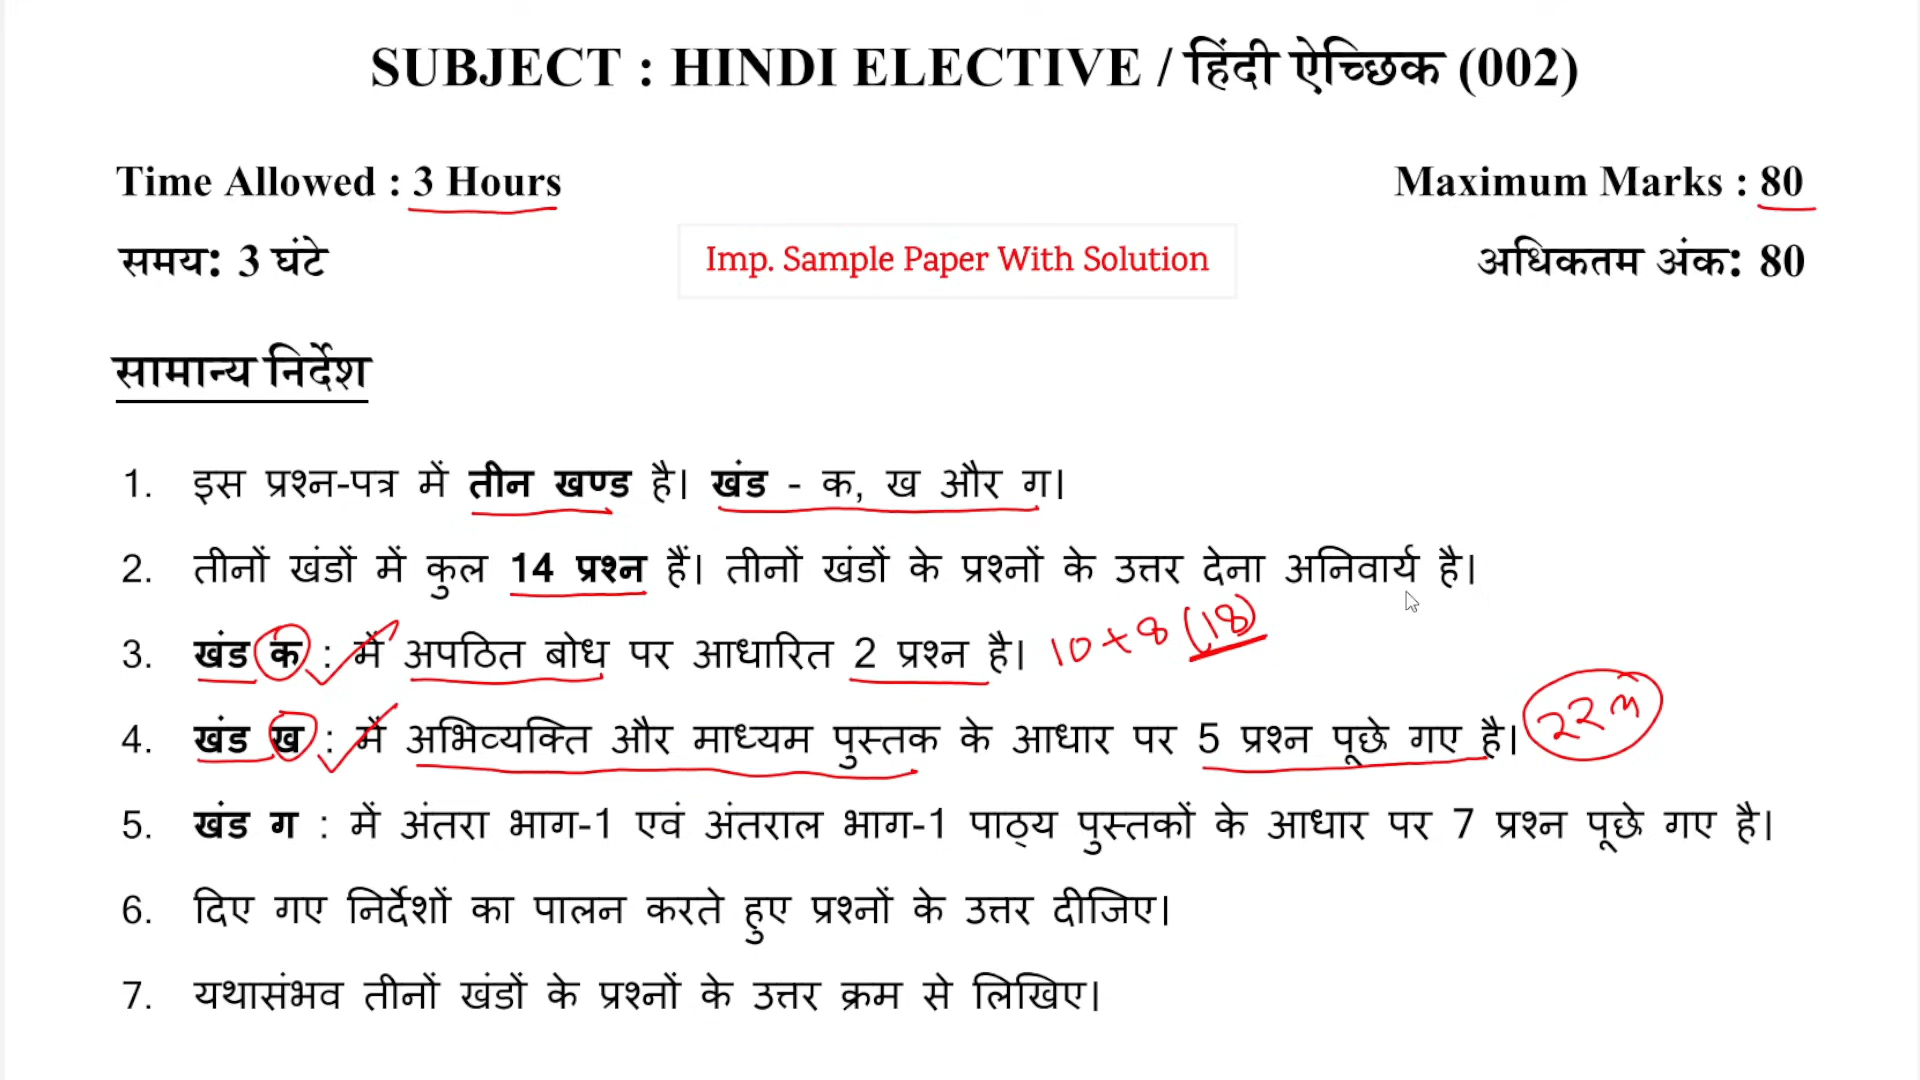 SUBJECT : HINDI ELECTIVE / हिंदी ऐच्छिक (002)
Time Allowed : 3 Hours Maximum Marks : 80
समय: 3 घंटे Imp. Sample Paper With Solution अधिकतम अंक: 80
सामान्य निर्देश
1. इस प्रश्न-पत्र में तीन खण्ड है। खंड - क, ख और ग।
2. तीनों खंडों में कुल 14 प्रश्न हैं। तीनों खंडों के प्रश्नों के उत्तर देना अनिवार्य है।
3. खंड क : में अपठित बोध पर आधारित 2 प्रश्न है। 10+8 (18)
4. खंड ख : में अभिव्यक्ति और माध्यम पुस्तक के आधार पर 5 प्रश्न पूछे गए है। 22 m
5. खंड ग : में अंतरा भाग-1 एवं अंतराल भाग-1 पाठ्य पुस्तकों के आधार पर 7 प्रश्न पूछे गए है।
6. दिए गए निर्देशों का पालन करते हुए प्रश्नों के उत्तर दीजिए।
7. यथासंभव तीनों खंडों के प्रश्नों के उत्तर क्रम से लिखिए।